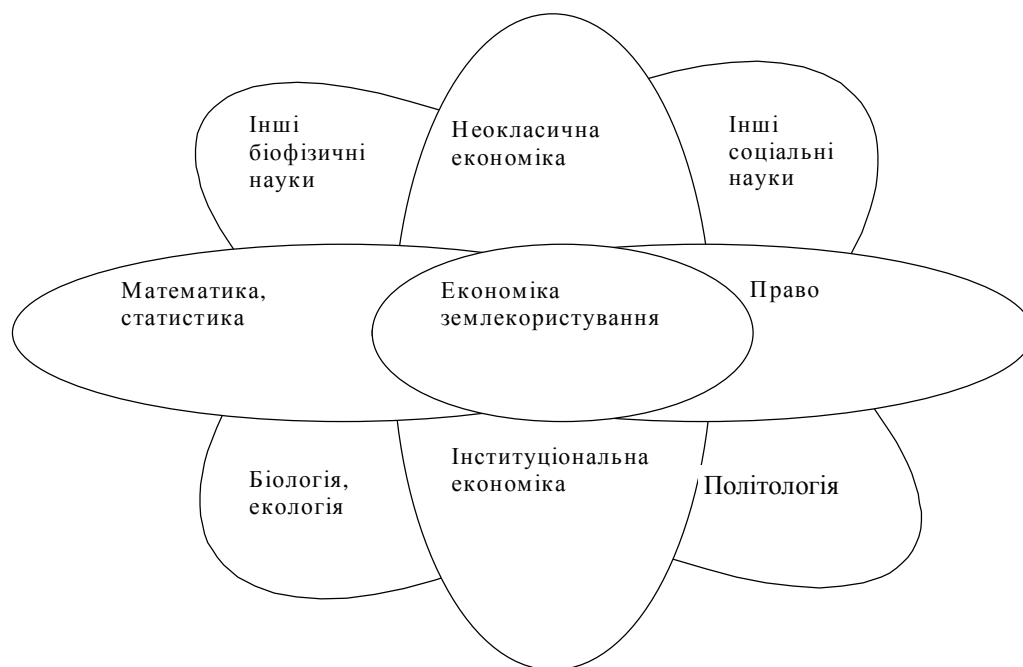 Інші
біофізичні
науки
Неокласична
економіка
Інші
соціальні
науки
Математика,
статистика
Економіка
землекористування
Право
Біологія,
екологія
Інституціональна
економіка
Політологія